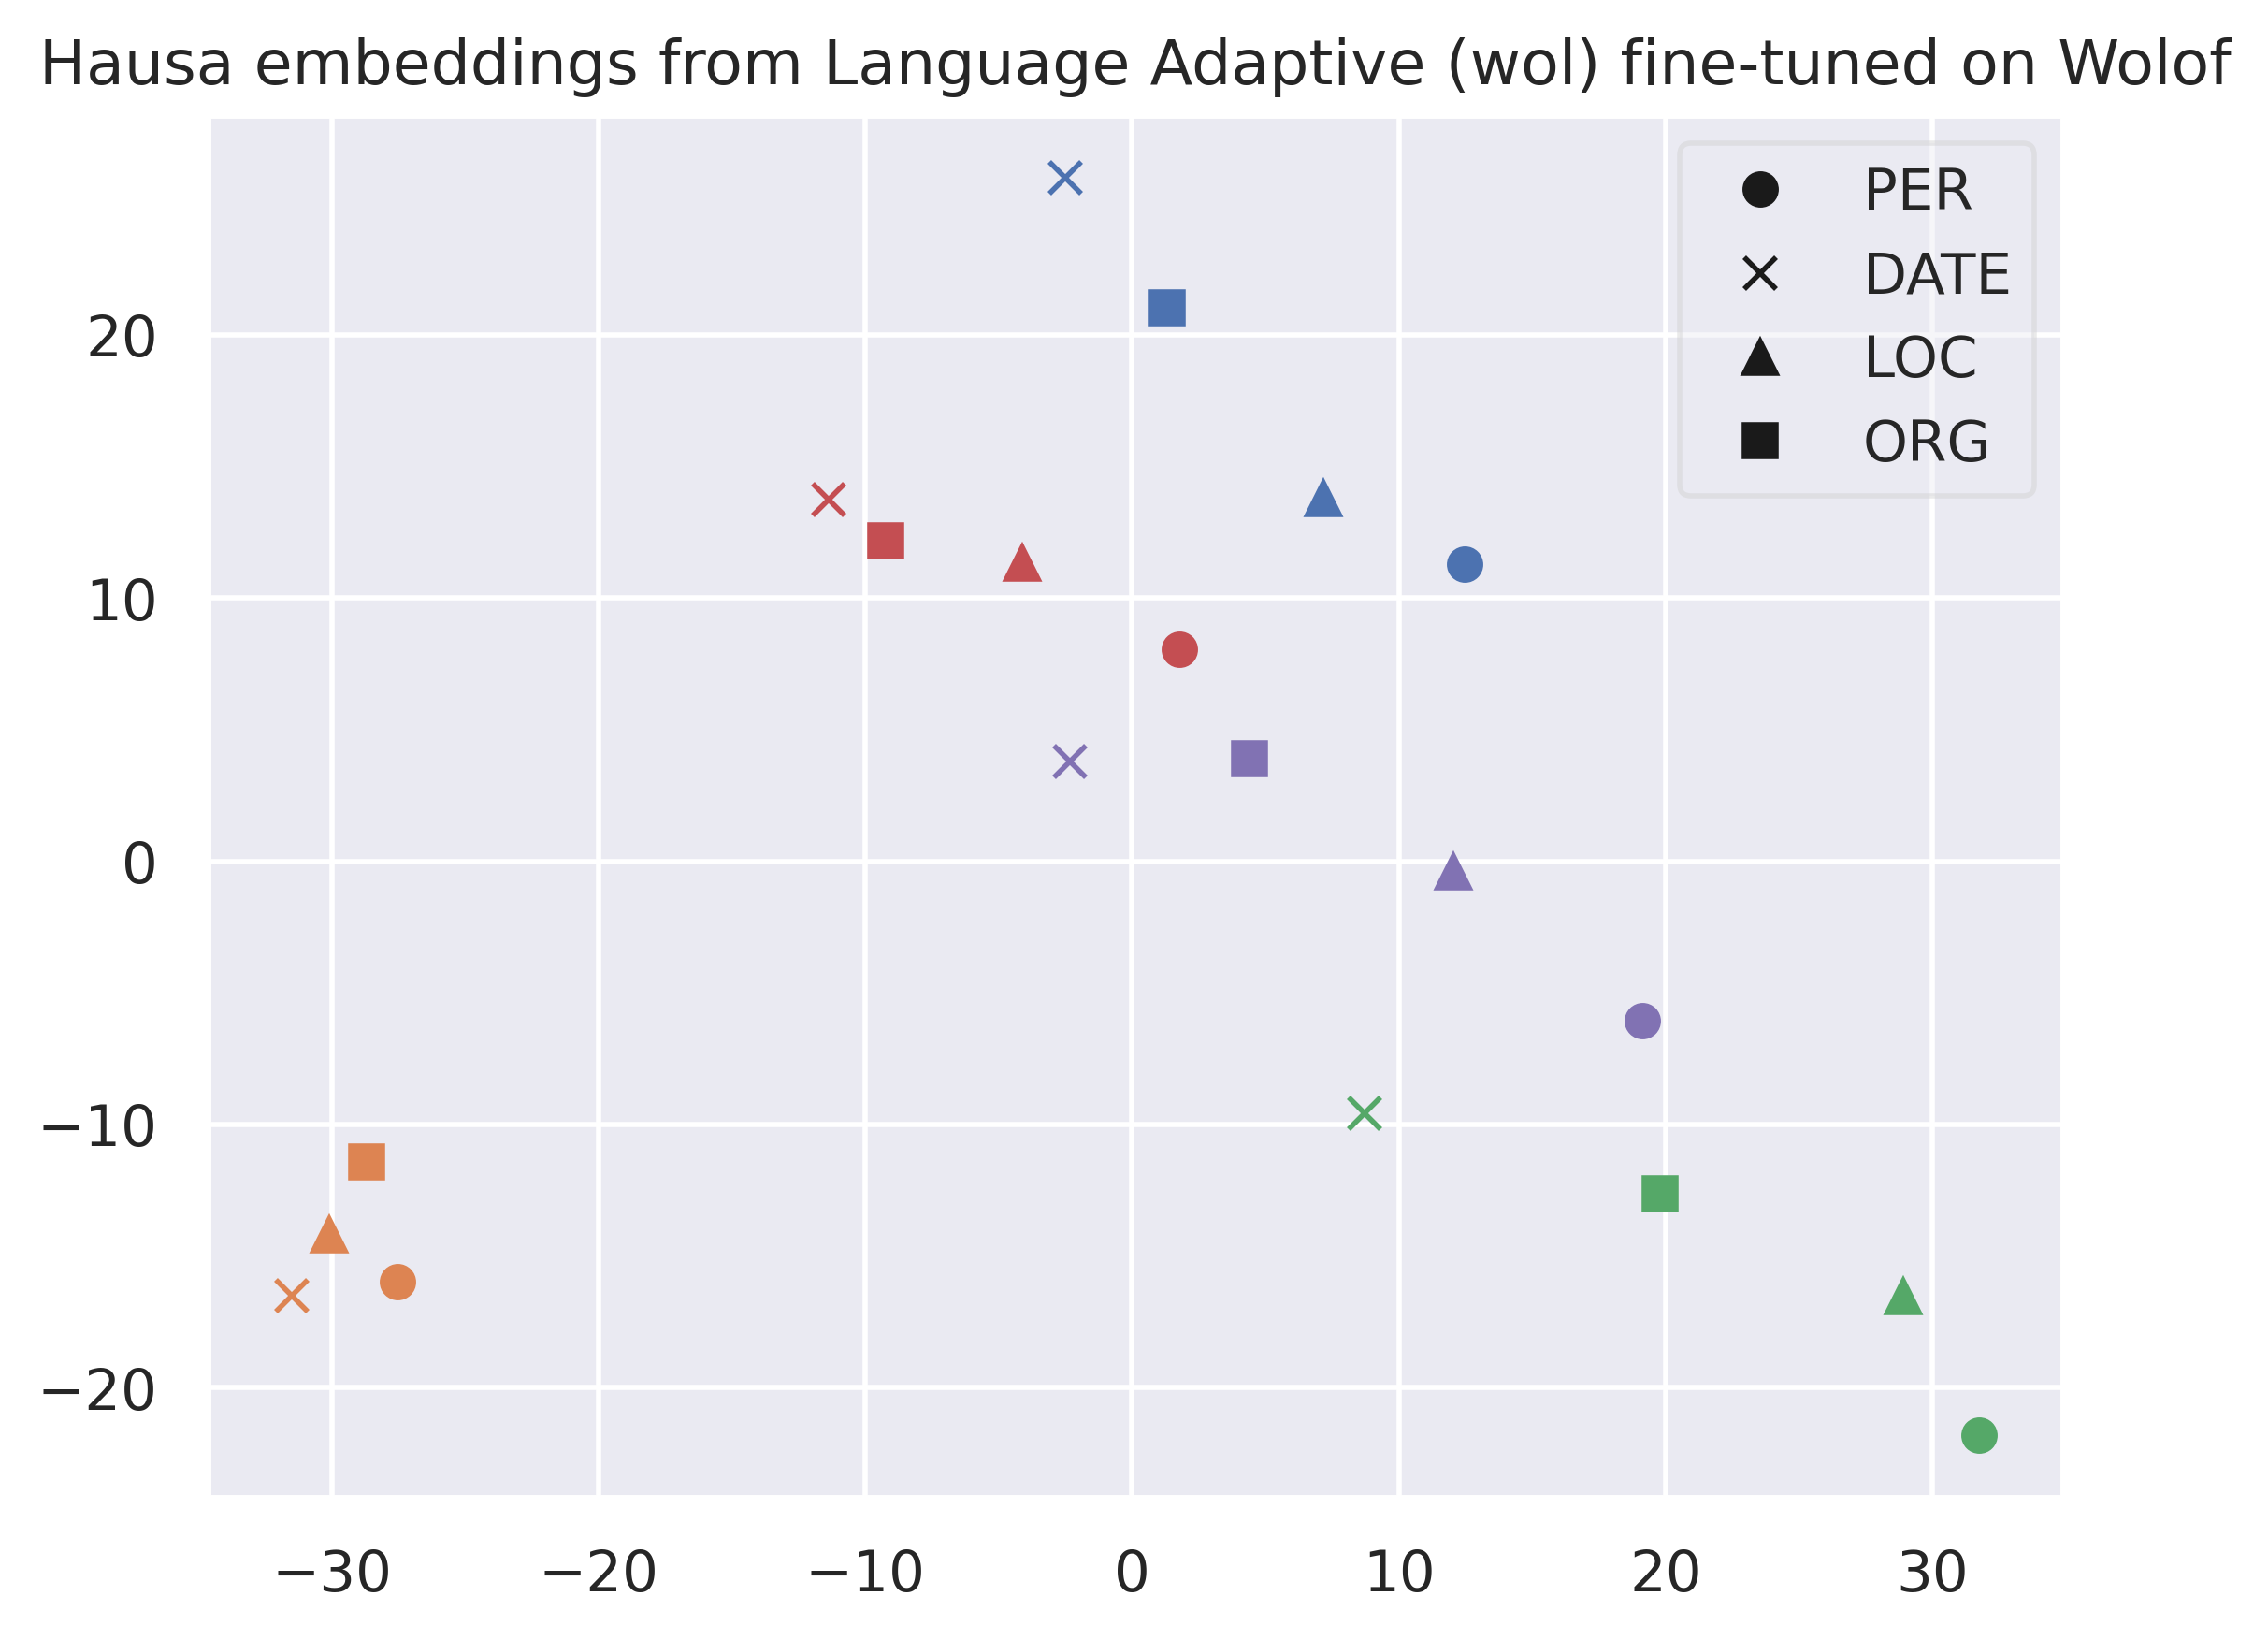 Hausa embeddings from Language Adaptive (wol) fine-tuned on Wolof
PER
DATE
LOC
ORG
20
10
0
−10
−20
−30 −20 −10 0 10 20 30